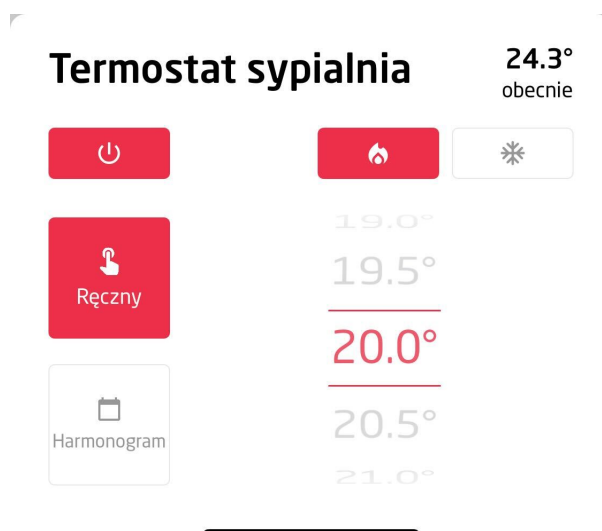 Termostat sypialnia
24.3°
obecnie
Ręczny
Harmonogram
19.0°
19.5°
20.0°
20.5°
21.0°